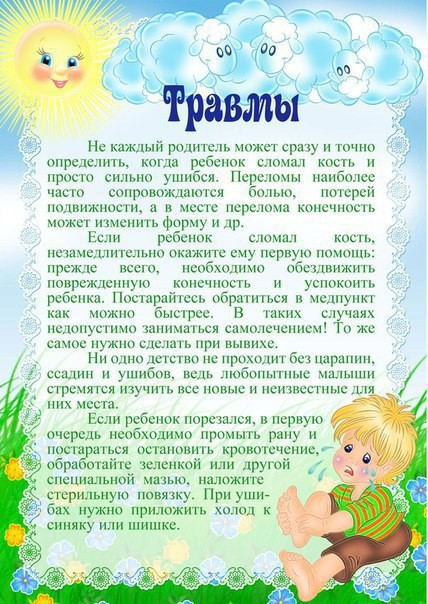 Травмы
Не каждый родитель может сразу и точно
определить, когда ребенок сломал кость и
просто сильно ушибся. Переломы наиболее
часто сопровождаются болью, потерей
подвижности, а в месте перелома конечность
может изменить форму и др.
Если ребенок сломал кость,
незамедлительно окажите ему первую помощь:
прежде всего, необходимо обездвижить
поврежденную конечность и успокоить
ребенка. Постарайтесь обратиться в медпункт
как можно быстрее. В таких случаях
недопустимо заниматься самолечением! То же
самое нужно сделать при вывихе.
Ни одно детство не проходит без царапин,
ссадин и ушибов, ведь любопытные малыши
стремятся изучить все новые и неизвестные для
них места.
Если ребенок порезался, в первую
очередь необходимо промыть рану и
постараться остановить кровотечение,
обработайте зеленкой или другой
специальной мазью, наложите
стерильную повязку. При уши-
бах нужно приложить холод к
синяку или шишке.